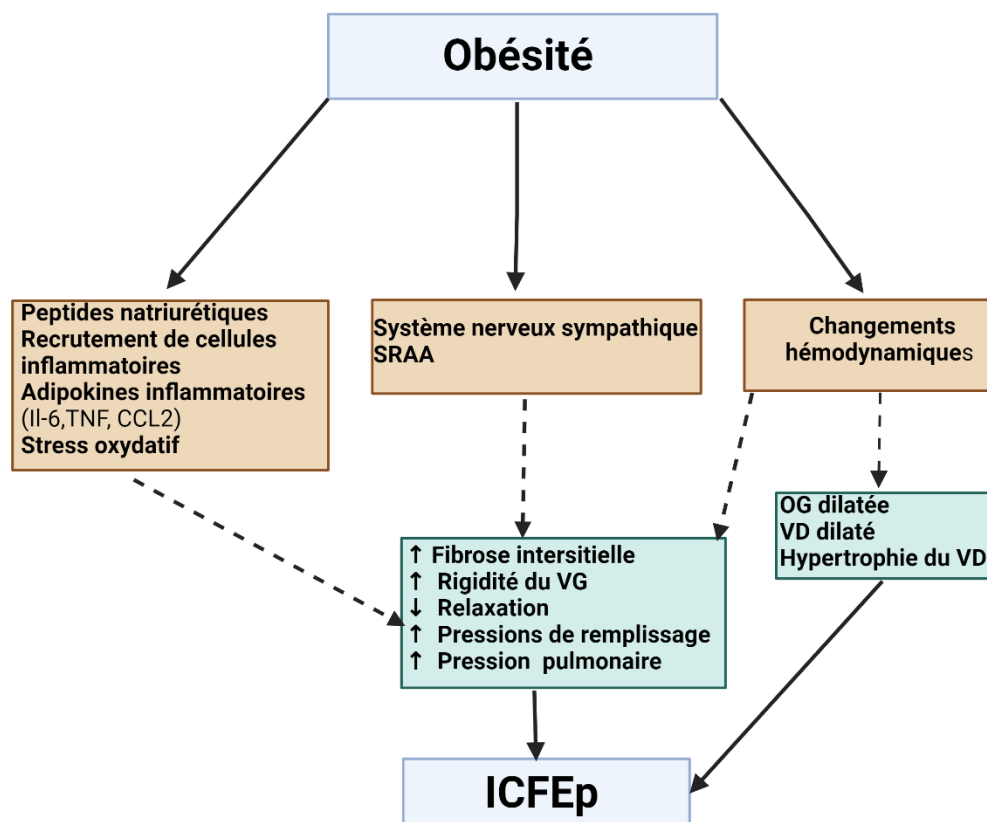 Obésité
Peptides natriurétiques
Recrutement de cellules
inflammatoires
Adipokines inflammatoires
(Il-6,TNF, CCL2)
Stress oxydatif
Système nerveux sympathique
SRAA
Changements
hémodynamiques
OG dilatée
VD dilaté
Hypertrophie du VD
↑ Fibrose intersitielle
↑ Rigidité du VG
↓ Relaxation
↑ Pressions de remplissage
↑ Pression pulmonaire
ICFEp